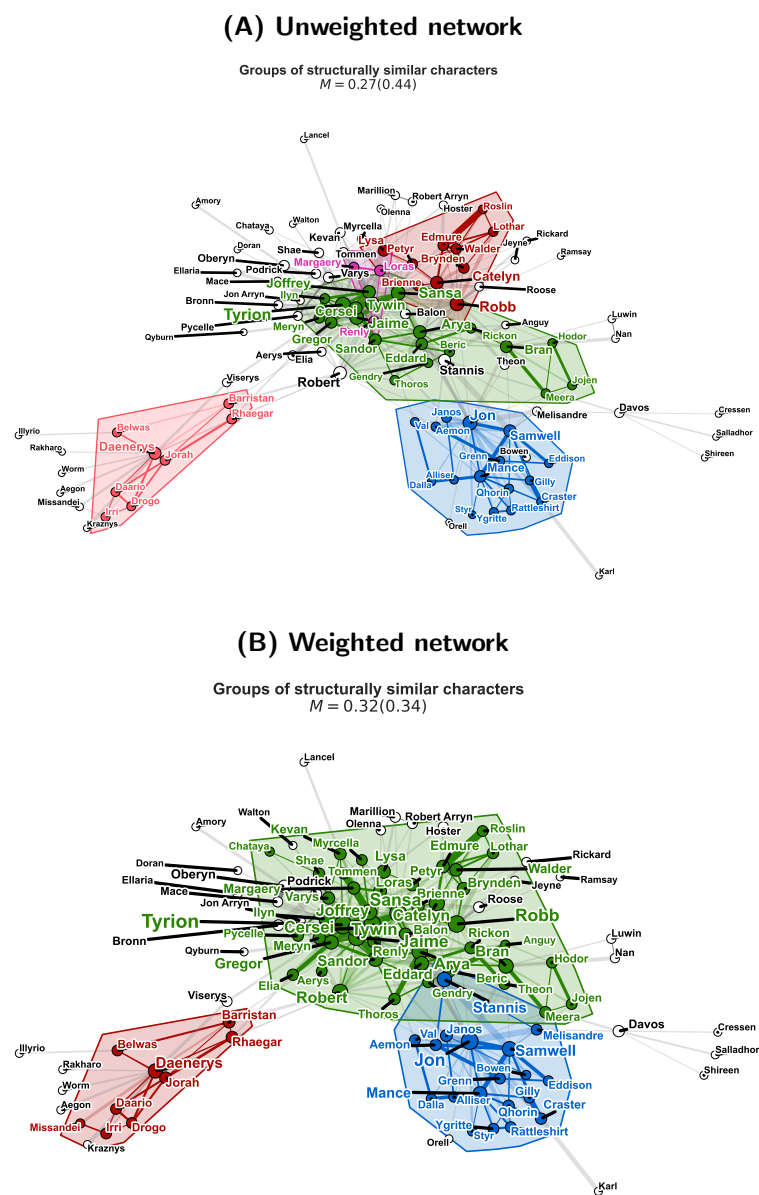 (A) Unweighted network
Groups of structurally similar characters
M = 0.27(0.44)
Lancel
Marillion
Robert Arryn
Amory
Olenna
Hoster
Roslin
Walton
Chataya
Myrcella
Kevan
Lysa
Edmure
Lothar
Rickard
Doran
Shae
Tommen
Petyr
Walder
Jeyne
Oberyn
Margaery
Loras
Brynden
Ramsay
Ellaria
Podrick
Varys
Catelyn
Mace
Joffrey
Brienne
Sansa
Roose
Jon Arryn
Ilyn
Bronn
Tywin
Robb
Tyrion
Cersei
Balon
Luwin
Pycelle
Meryn
Jaime
Arya
Anguy
Qyburn
Gregor
Renly
Rickon
Hodor
Nan
Sandor
Beric
Bran
Aerys
Elia
Eddard
Theon
Stannis
Viserys
Robert
Gendry
Thoros
Jojen
Barristan
Meera
Rhaegar
Janos
Jon
Melisandre
Davos
Cressen
Belwas
Val
Aemon
Samwell
Illyrio
Salladhor
Daenerys
Rakharo
Jorah
Grenn
Bowen
Shireen
Worm
Mance
Eddison
Alliser
Dalla
Gilly
Aegon
Daario
Qhorin
Craster
Missandei
Drogo
Irri
Styr
Rattleshirt
Kraznys
Orell
Ygritte
Karl
(B) Weighted network
Groups of structurally similar characters
M = 0.32(0.34)
Lancel
Walton
Marillion
Robert Arryn
Amory
Kevan
Olenna
Hoster
Roslin
Chataya
Myrcella
Edmure
Lothar
Doran
Shae
Lysa
Rickard
Oberyn
Tommen
Petyr
Walder
Ellaria
Podrick
Loras
Brynden
Jeyne
Ramsay
Mace
Margaery
Varys
Brienne
Jon Arryn
Sansa
Roose
Ilyn
Joffrey
Catelyn
Robb
Tyrion
Cersei
Tywin
Balon
Bronn
Pycelle
Jaime
Rickon
Anguy
Luwin
Qyburn
Meryn
Renly
Bran
Nan
Gregor
Sandor
Arya
Hodor
Elia
Aerys
Eddard
Beric
Theon
Viserys
Robert
Gendry
Jojen
Thoros
Stannis
Meera
Barristan
Davos
Cressen
Rhaegar
Val
Janos
Melisandre
Belwas
Aemon
Samwell
Illyrio
Salladhor
Daenerys
Jon
Rakharo
Bowen
Shireen
Jorah
Grenn
Eddison
Worm
Mance
Gilly
Alliser
Dalla
Craster
Aegon
Daario
Qhorin
Missandei
Irri
Drogo
Ygritte
Rattleshirt
Styr
Orell
Kraznys
Karl